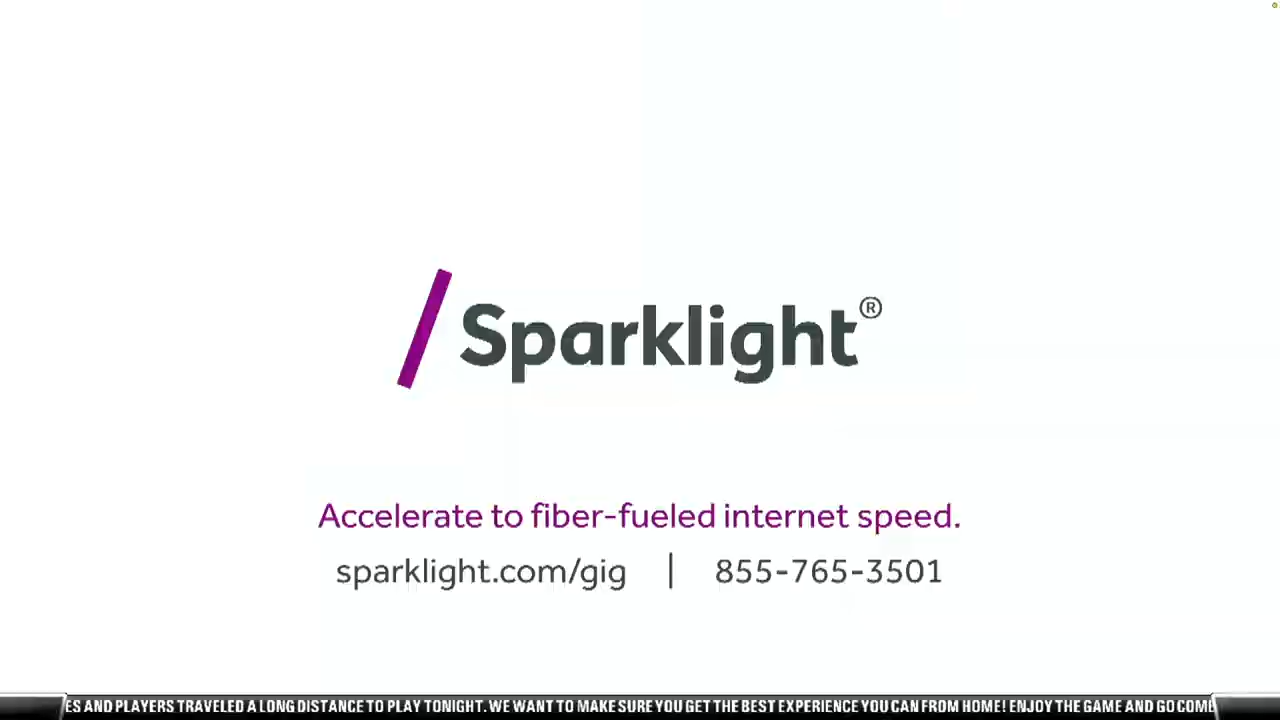 Sparklight®
Accelerate to fiber-fueled internet speed.
sparklight.com/gig | 855-765-3501
ES AND PLAYERS TRAVELED A LONG DISTANCE TO PLAY TONIGHT. WE WANT TO MAKE SURE YOU GET THE BEST EXPERIENCE YOU CAN FROM HOME! ENJOY THE GAME AND GO COME